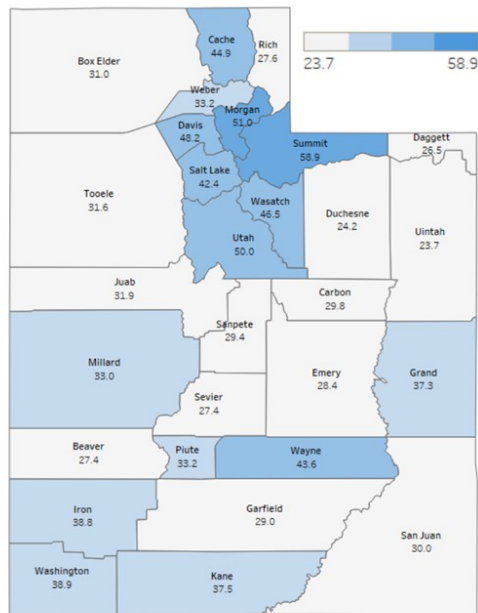 Cache
44.9
Rich
27.6
23.7
58.9
Box Elder
31.0
Weber
33.2
Morgan
51.0
Davis
48.2
Summit
58.9
Daggett
26.5
Salt Lake
42.4
Tooele
31.6
Wasatch
46.5
Duchesne
24.2
Uintah
23.7
Utah
50.0
Juab
31.9
Carbon
29.8
Sanpete
29.4
Millard
33.0
Emery
28.4
Grand
37.3
Sevier
27.4
Beaver
27.4
Piute
33.2
Wayne
43.6
Iron
38.8
Garfield
29.0
San Juan
30.0
Washington
38.9
Kane
37.5